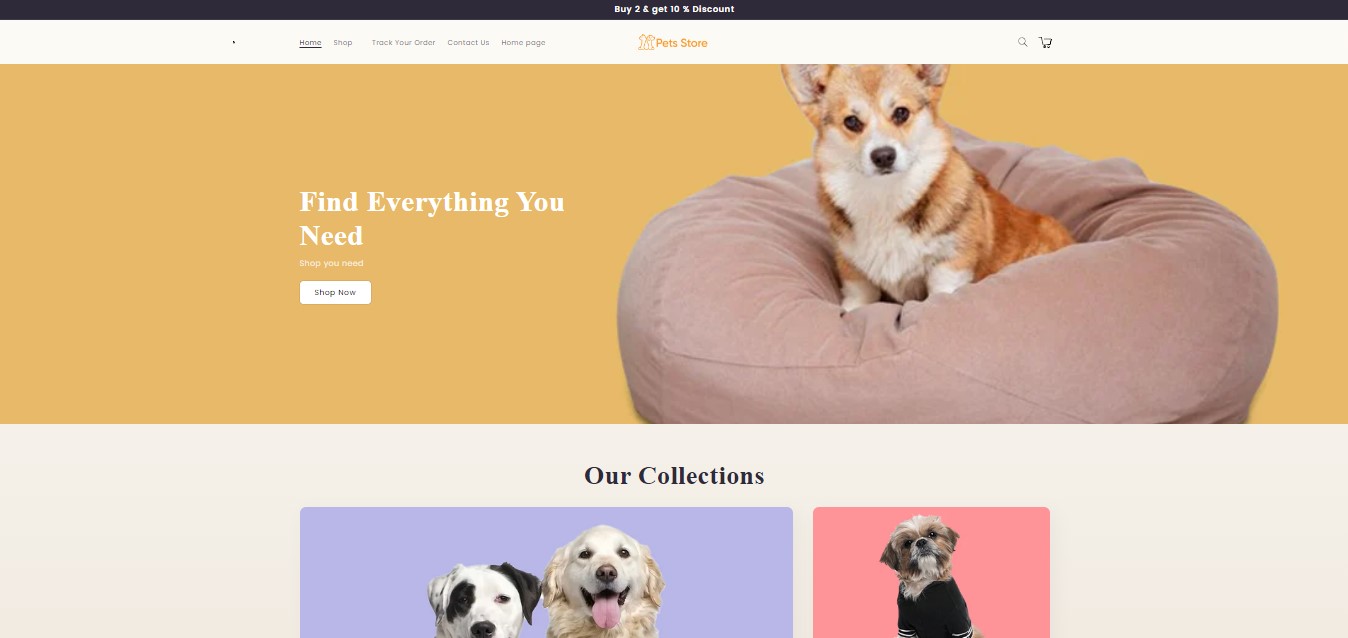 Buy 2 & get 10 % Discount
Home Shop Track Your Order Contact Us Home page
Pets Store
Find Everything You
Need
Shop you need
Shop Now
Our Collections